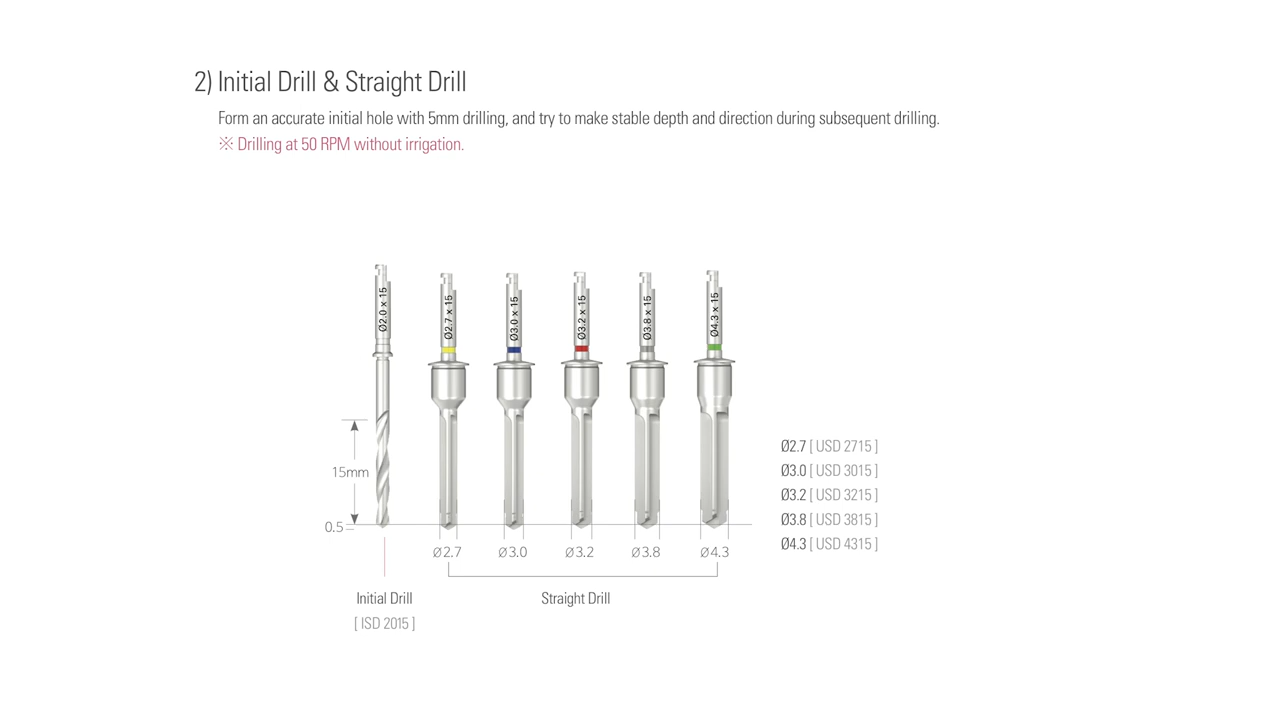 2) Initial Drill & Straight Drill
Form an accurate initial hole with 5mm drilling, and try to make stable depth and direction during subsequent drilling.
※ Drilling at 50 RPM without irrigation.
Ø2.0 x 15
Ø2.7 x 15
Ø3.0 x 15
Ø3.2 x 15
Ø3.8 x 15
Ø4.3 x 15
15mm
0.5
Ø2.7
Ø3.0
Ø3.2
Ø3.8
Ø4.3
Initial Drill
[ ISD 2015 ]
Straight Drill
Ø2.7 [ USD 2715 ]
Ø3.0 [ USD 3015 ]
Ø3.2 [ USD 3215 ]
Ø3.8 [ USD 3815 ]
Ø4.3 [ USD 4315 ]